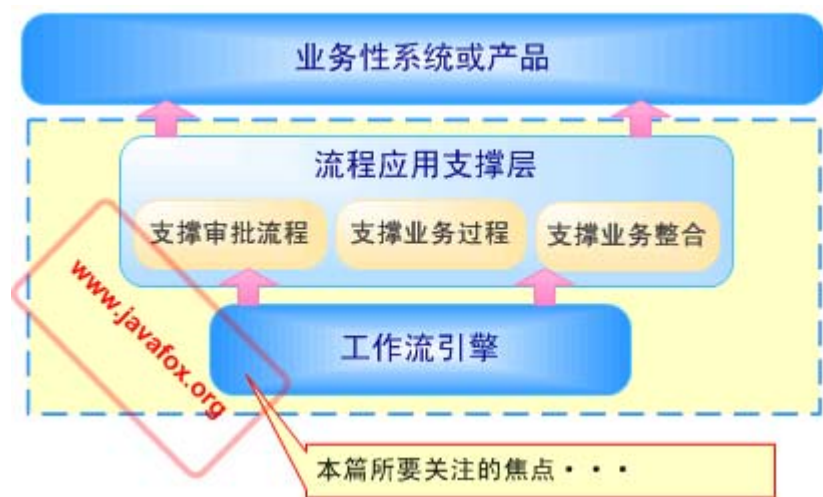 业务性系统或产品
流程应用支撑层
支撑审批流程 支撑业务过程 支撑业务整合
www.javafox.org
工作流引擎
本篇所要关注的焦点・・・